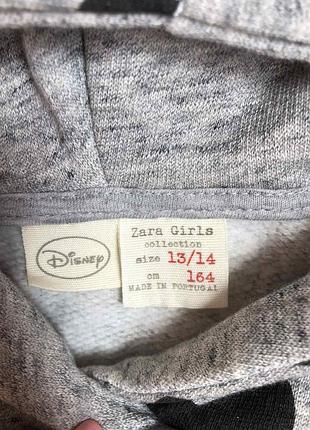 Disney
Zara Girls
collection
size 13/14
cm 164
MADE IN PORTUGAL